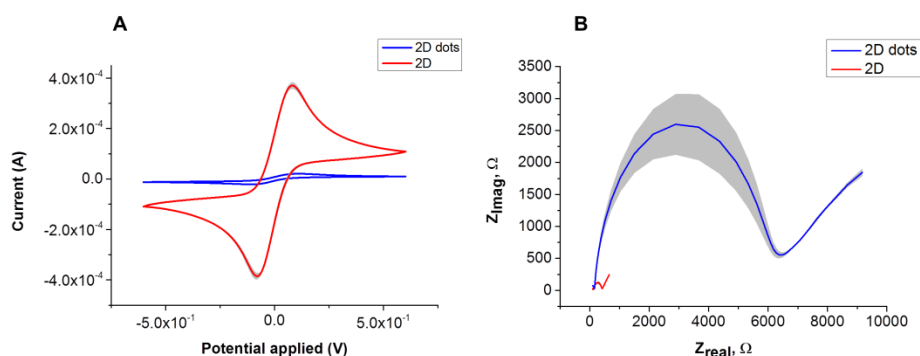 A
2D dots
2D
4.0x10⁻⁴
2.0x10⁻⁴
0.0
-2.0x10⁻⁴
-4.0x10⁻⁴
Current (A)
-5.0x10⁻¹
0.0
5.0x10⁻¹
Potential applied (V)
B
2D dots
2D
3500
3000
2500
2000
1500
1000
500
0
Z_Imag, Ω
0
2000
4000
6000
8000
10000
Z_real, Ω